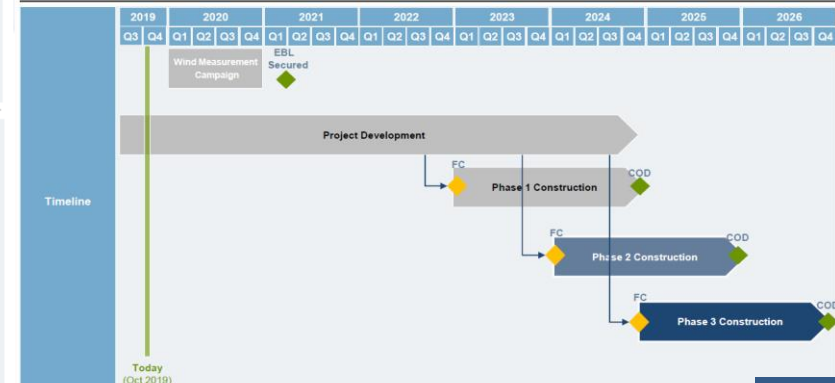 2019 2020 2021 2022 2023 2024 2025 2026
Q3 Q4 Q1 Q2 Q3 Q4 Q1 Q2 Q3 Q4 Q1 Q2 Q3 Q4 Q1 Q2 Q3 Q4 Q1 Q2 Q3 Q4 Q1 Q2 Q3 Q4 Q1 Q2 Q3 Q4
Wind Measurement
Campaign
EBL
Secured
Project Development
FC
Phase 1 Construction
COD
Timeline
FC
Phase 2 Construction
COD
FC
Phase 3 Construction
COD
Today
(Oct 2019)